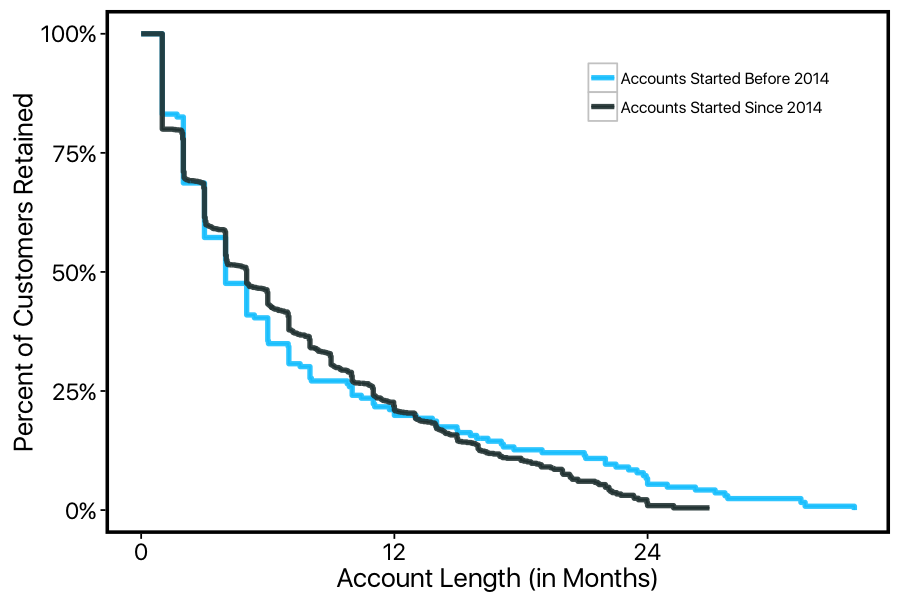 Percent of Customers Retained
100%
75%
50%
25%
0%
Accounts Started Before 2014
Accounts Started Since 2014
0 12 24
Account Length (in Months)